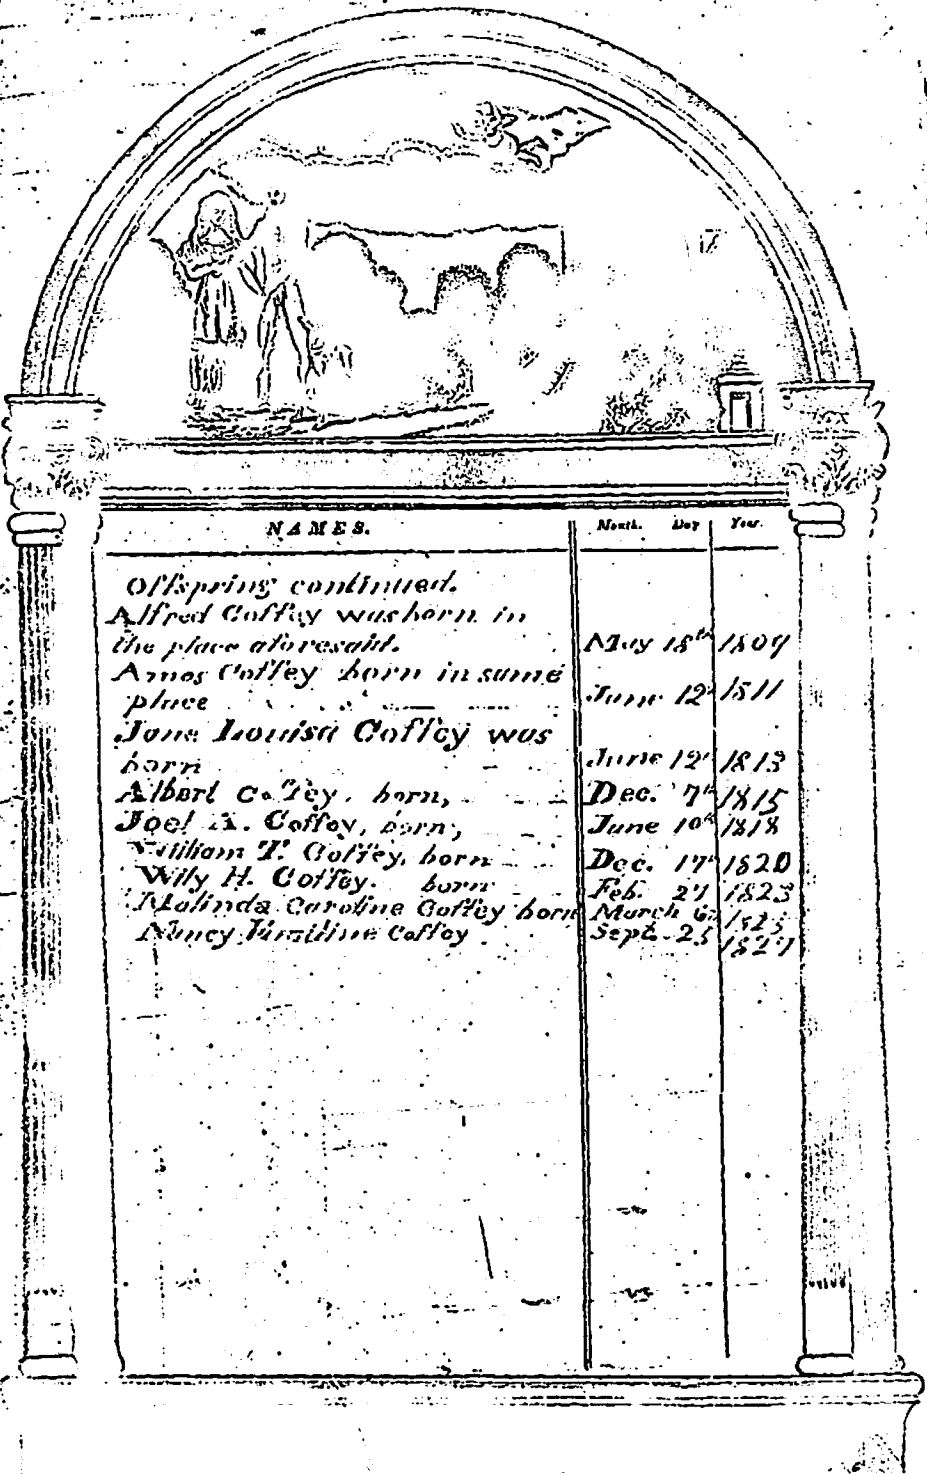 NAMES. Month. Day Year.
Offspring continued.
Alfred Coffey was born in
the place aforesaid. May 18th 1809
Amos Coffey born in same
place June 12th 1811
Jane Louisa Coffey was
born June 12th 1813
Albert Coffey. born, Dec. 7th 1815
Joel A. Coffey, born, June 10th 1818
William T. Coffey, born Dec. 17th 1820
Wily H. Coffey. born Feb. 27 1823
Malinda Caroline Coffey born March
Nancy Coffey Sept. 25 1827